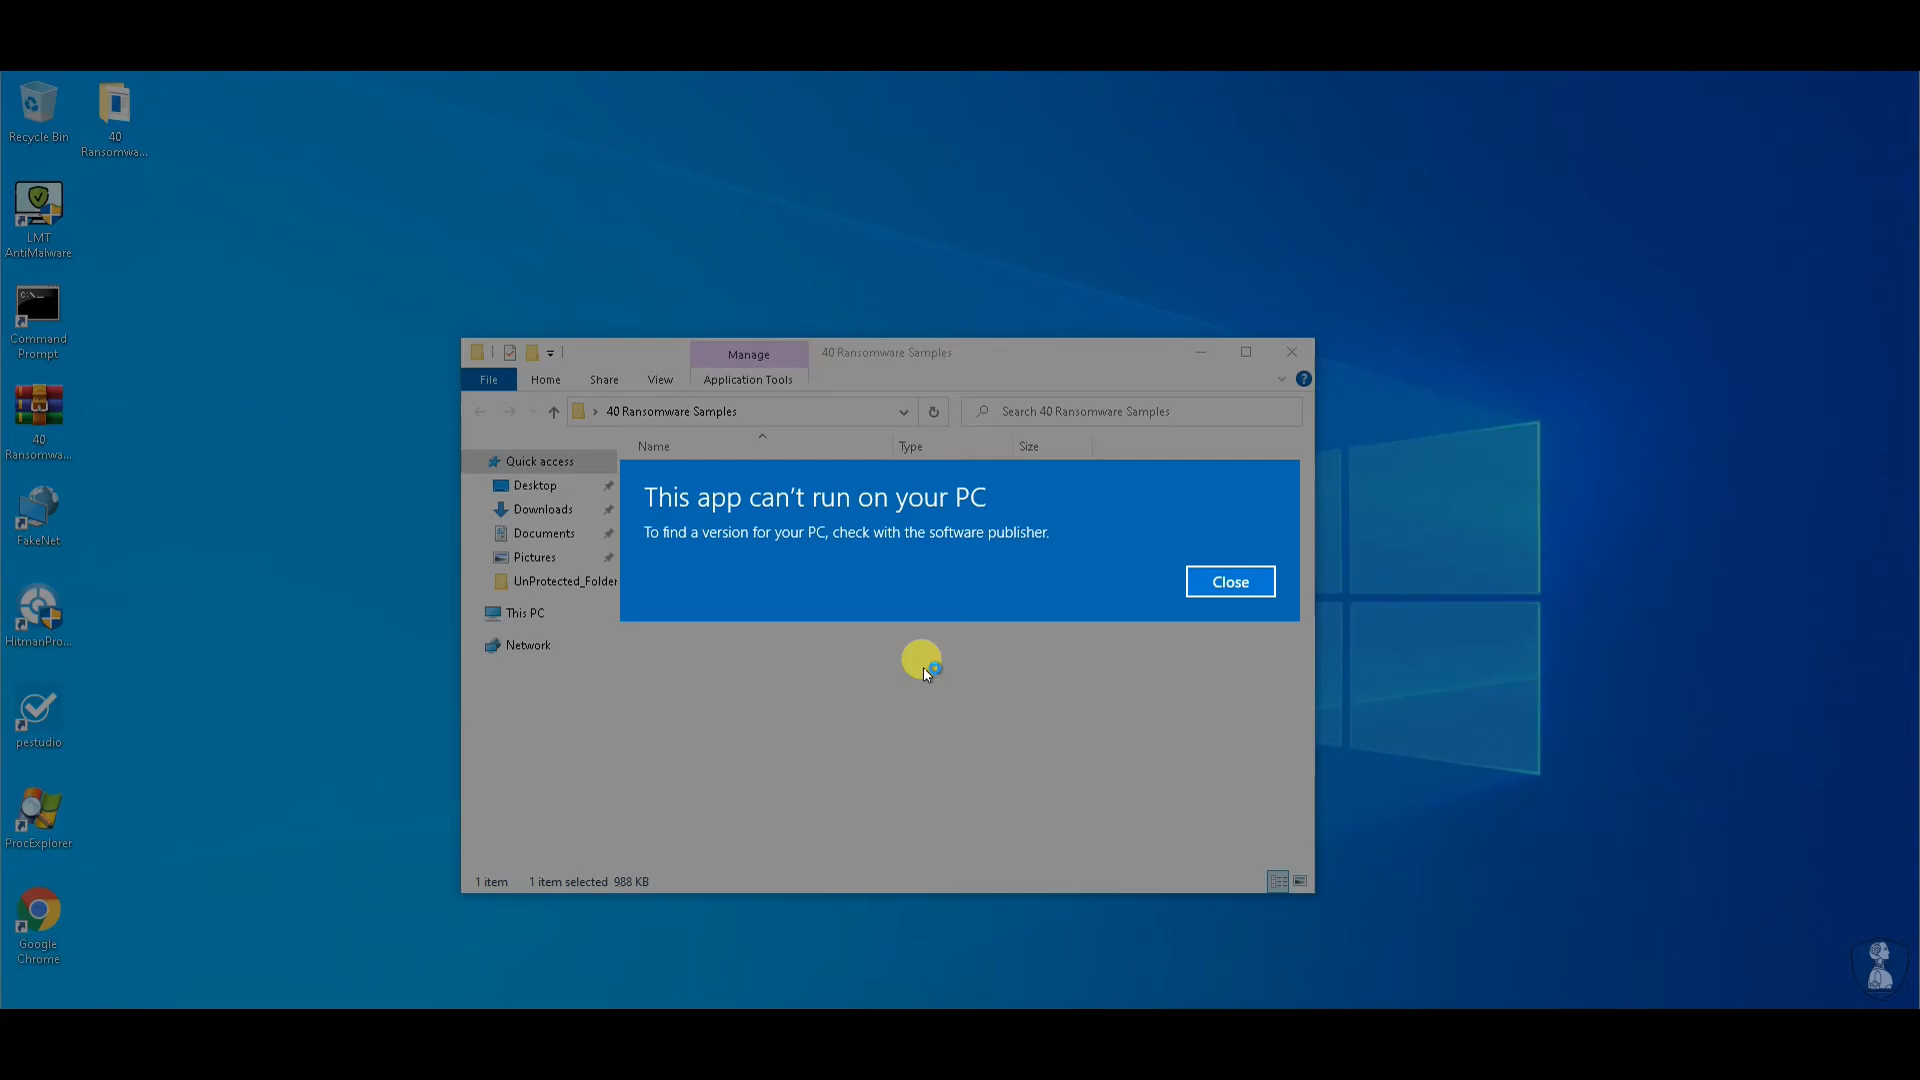 Recycle Bin
40
Ransomwa...
LMT
AntiMalware
C:\_
Command
Prompt
40
Ransomwa...
FakeNet
HitmanPro...
pestudio
ProcExplorer
Google
Chrome
Manage
40 Ransomware Samples
File
Home
Share
View
Application Tools
40 Ransomware Samples
Search 40 Ransomware Samples
Name
Type
Size
Quick access
Desktop
Downloads
Documents
Pictures
UnProtected_Folder
This PC
Network
This app can't run on your PC
To find a version for your PC, check with the software publisher.
Close
1 item
1 item selected 988 KB